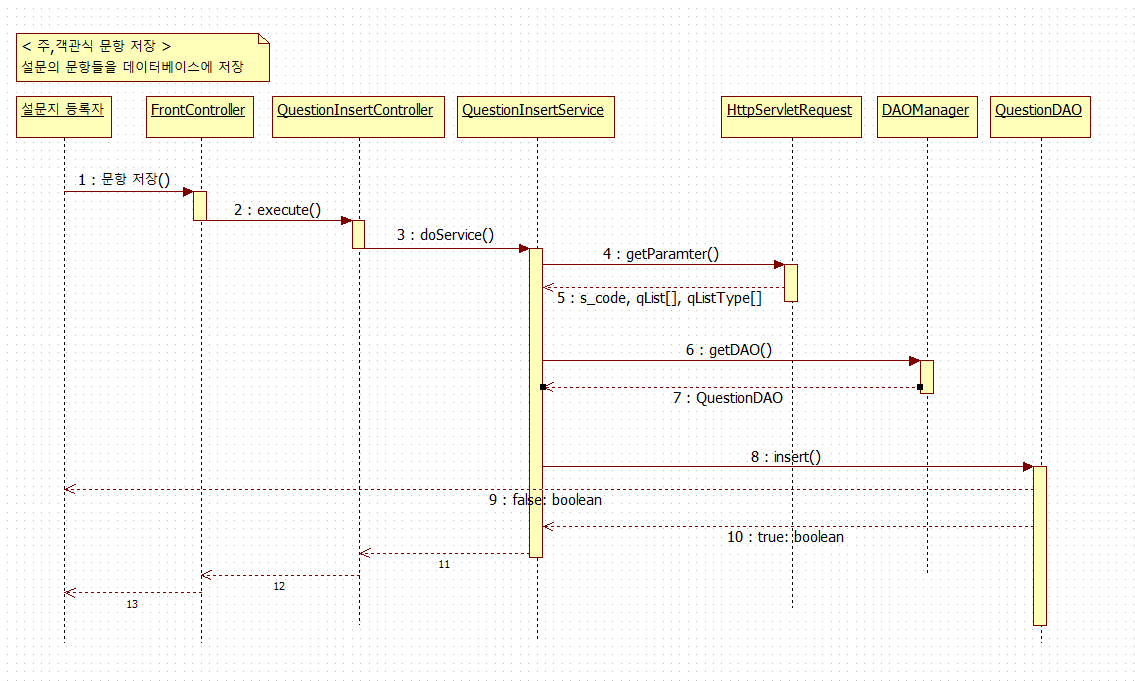 < 주,객관식 문항 저장 >
설문의 문항들을 데이터베이스에 저장
설문지 등록자
FrontController
QuestionInsertController
QuestionInsertService
HttpServletRequest
DAOManager
QuestionDAO
1 : 문항 저장()
2 : execute()
3 : doService()
4 : getParamter()
5 : s_code, qList[], qListType[]
6 : getDAO()
7 : QuestionDAO
8 : insert()
9 : false: boolean
10 : true: boolean
11
12
13